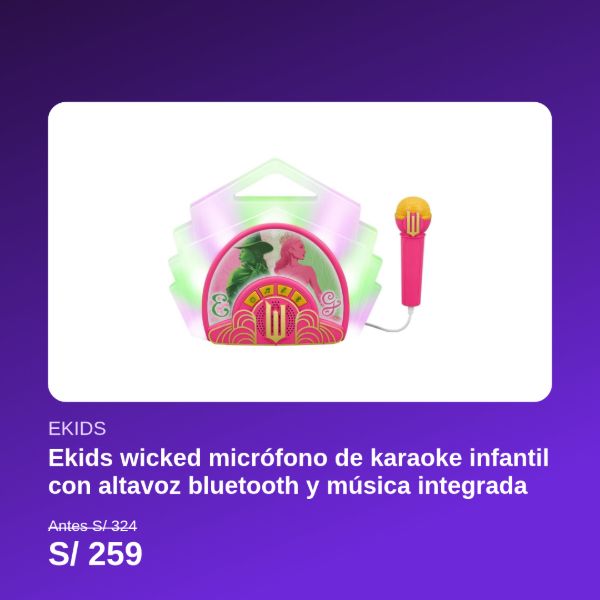 EKIDS
Ekids wicked micrófono de karaoke infantil
con altavoz bluetooth y música integrada
Antes S/ 324
S/ 259